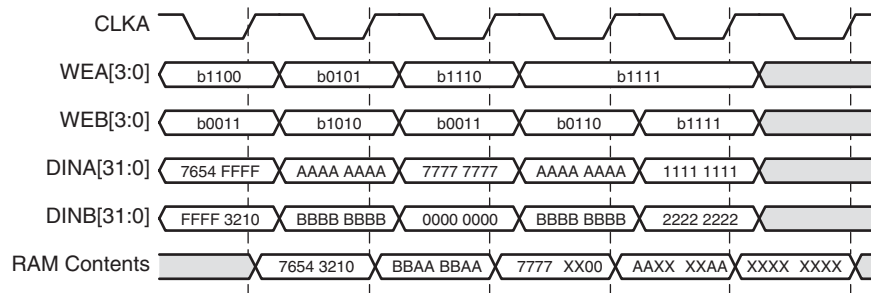 CLKA
WEA[3:0] b1100 b0101 b1110 b1111
WEB[3:0] b0011 b1010 b0011 b0110 b1111
DINA[31:0] 7654 FFFF AAAA AAAA 7777 7777 AAAA AAAA 1111 1111
DINB[31:0] FFFF 3210 BBBB BBBB 0000 0000 BBBB BBBB 2222 2222
RAM Contents 7654 3210 BBAA BBAA 7777 XX00 AAXX XXAA XXXX XXXX